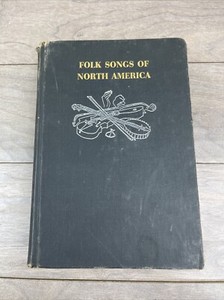 FOLK SONGS OF
NORTH AMERICA